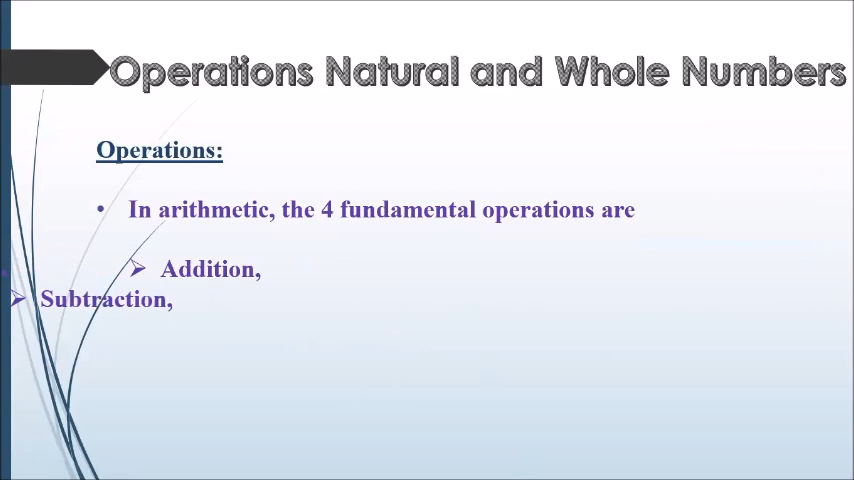 Operations Natural and Whole Numbers
Operations:
• In arithmetic, the 4 fundamental operations are
➢ Addition,
➢ Subtraction,